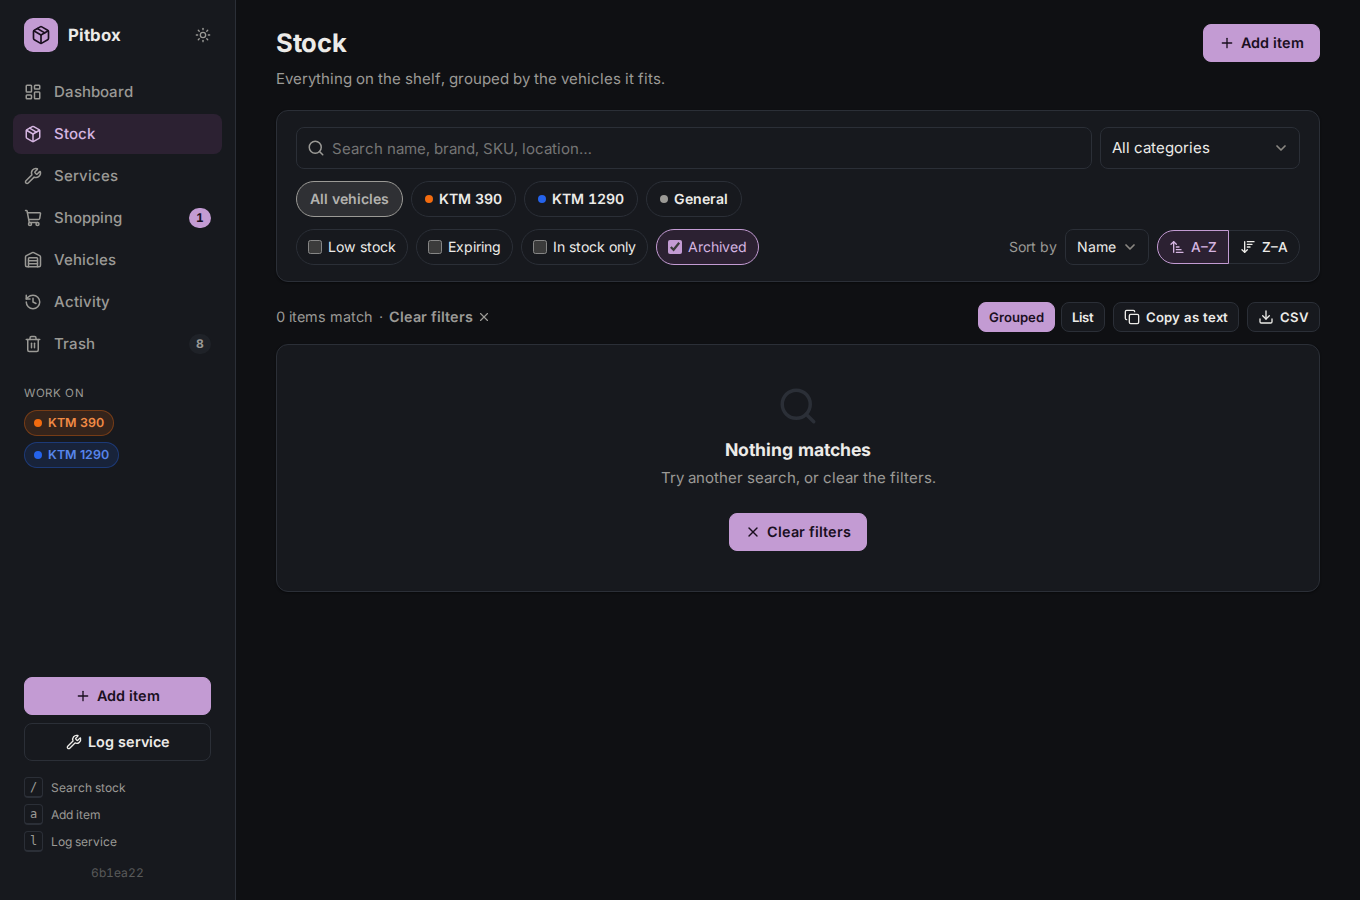 Pitbox
Dashboard
Stock
Services
Shopping 1
Vehicles
Activity
Trash 8
WORK ON
KTM 390
KTM 1290
Add item
Log service
/ Search stock
a Add item
l Log service
6b1ea22
Stock
Add item
Everything on the shelf, grouped by the vehicles it fits.
Search name, brand, SKU, location...
All categories
All vehicles KTM 390 KTM 1290 General
Low stock Expiring In stock only Archived Sort by Name A–Z Z–A
0 items match · Clear filters
Grouped List Copy as text CSV
Nothing matches
Try another search, or clear the filters.
Clear filters